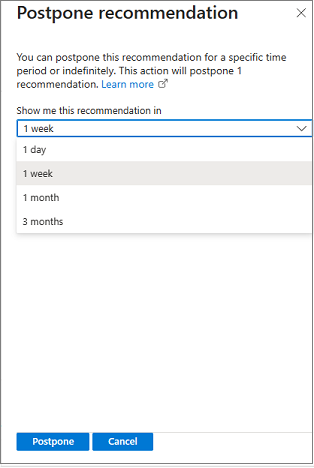 Postpone recommendation
You can postpone this recommendation for a specific time
period or indefinitely. This action will postpone 1
recommendation. Learn more
Show me this recommendation in
1 week
1 day
1 week
1 month
3 months
Postpone
Cancel